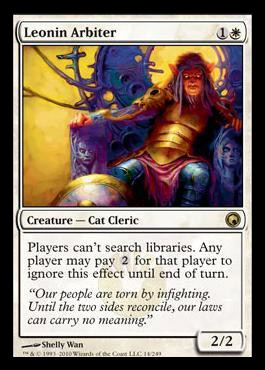 Leonin Arbiter 1
Creature — Cat Cleric
Players can't search libraries. Any
player may pay 2 for that player to
ignore this effect until end of turn.
“Our people are torn by infighting.
Until the two sides reconcile, our laws
can carry no meaning.”
Shelly Wan
™ & © 1993–2010 Wizards of the Coast LLC 14/249
2/2